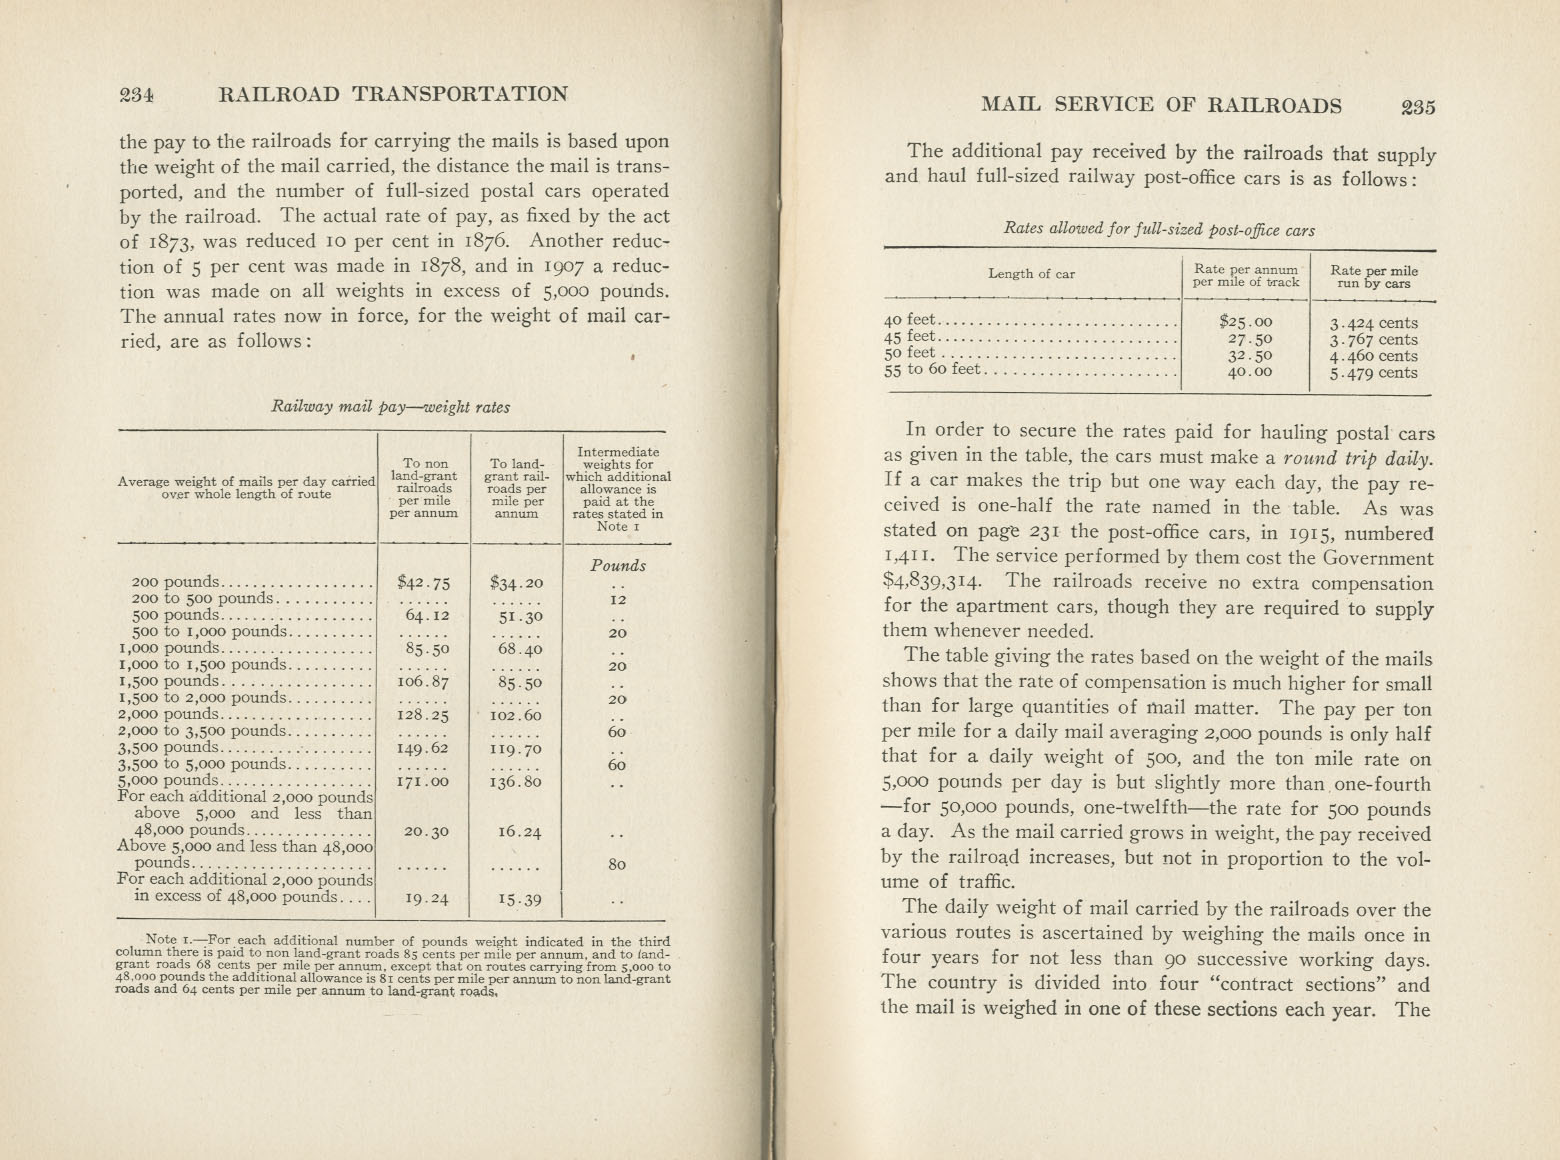 234 RAILROAD TRANSPORTATION
the pay to the railroads for carrying the mails is based upon
the weight of the mail carried, the distance the mail is trans-
ported, and the number of full-sized postal cars operated
by the railroad. The actual rate of pay, as fixed by the act
of 1873, was reduced 10 per cent in 1876. Another reduc-
tion of 5 per cent was made in 1878, and in 1907 a reduc-
tion was made on all weights in excess of 5,000 pounds.
The annual rates now in force, for the weight of mail car-
ried, are as follows:
Railway mail pay—weight rates
Average weight of mails per day carried
over whole length of route
To non
land-grant
railroads
per mile
per annum
To land-
grant rail-
roads per
mile per
annum
Intermediate
weights for
which additional
allowance is
paid at the
rates stated in
Note 1
Pounds
200 pounds.................. $42.75 $34.20 ..
200 to 500 pounds........... ...... ...... 12
500 pounds.................. 64.12 51.30 ..
500 to 1,000 pounds.......... ...... ...... 20
1,000 pounds.................. 85.50 68.40 ..
1,000 to 1,500 pounds.......... ...... ...... 20
1,500 pounds.................. 106.87 85.50 ..
1,500 to 2,000 pounds.......... ...... ...... 20
2,000 pounds.................. 128.25 102.60 ..
2,000 to 3,500 pounds.......... ...... ...... 60
3,500 pounds.................. 149.62 119.70 ..
3,500 to 5,000 pounds.......... ...... ...... 60
5,000 pounds.................. 171.00 136.80 ..
For each additional 2,000 pounds
above 5,000 and less than
48,000 pounds............... 20.30 16.24 ..
Above 5,000 and less than 48,000
pounds...................... ...... ...... 80
For each additional 2,000 pounds
in excess of 48,000 pounds.... 19.24 15.39 ..
Note 1.—For each additional number of pounds weight indicated in the third
column there is paid to non land-grant roads 85 cents per mile per annum, and to land-
grant roads 68 cents per mile per annum, except that on routes carrying from 5,000 to
48,000 pounds the additional allowance is 81 cents per mile per annum to non land-grant
roads and 64 cents per mile per annum to land-grant roads.
MAIL SERVICE OF RAILROADS 235
The additional pay received by the railroads that supply
and haul full-sized railway post-office cars is as follows:
Rates allowed for full-sized post-office cars
Length of car
Rate per annum
per mile of track
Rate per mile
run by cars
40 feet............................ $25.00 3.424 cents
45 feet............................ 27.50 3.767 cents
50 feet ........................... 32.50 4.460 cents
55 to 60 feet....................... 40.00 5.479 cents
In order to secure the rates paid for hauling postal cars
as given in the table, the cars must make a round trip daily.
If a car makes the trip but one way each day, the pay re-
ceived is one-half the rate named in the table. As was
stated on page 231 the post-office cars, in 1915, numbered
1,411. The service performed by them cost the Government
$4,839,314. The railroads receive no extra compensation
for the apartment cars, though they are required to supply
them whenever needed.
The table giving the rates based on the weight of the mails
shows that the rate of compensation is much higher for small
than for large quantities of mail matter. The pay per ton
per mile for a daily mail averaging 2,000 pounds is only half
that for a daily weight of 500, and the ton mile rate on
5,000 pounds per day is but slightly more than one-fourth
—for 50,000 pounds, one-twelfth—the rate for 500 pounds
a day. As the mail carried grows in weight, the pay received
by the railroad increases, but not in proportion to the vol-
ume of traffic.
The daily weight of mail carried by the railroads over the
various routes is ascertained by weighing the mails once in
four years for not less than 90 successive working days.
The country is divided into four “contract sections” and
the mail is weighed in one of these sections each year. The